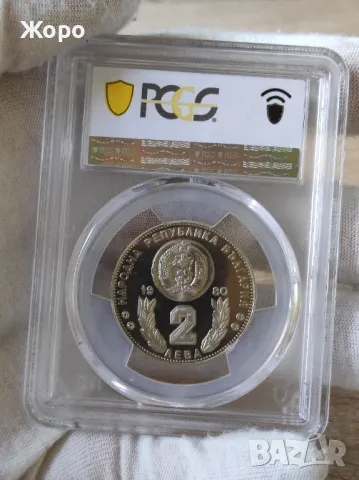 Жоро
PCGS
НАРОДНА РЕПУБЛИКА БЪЛГАРИЯ
19 80
2
ЛЕВА
BAZAR